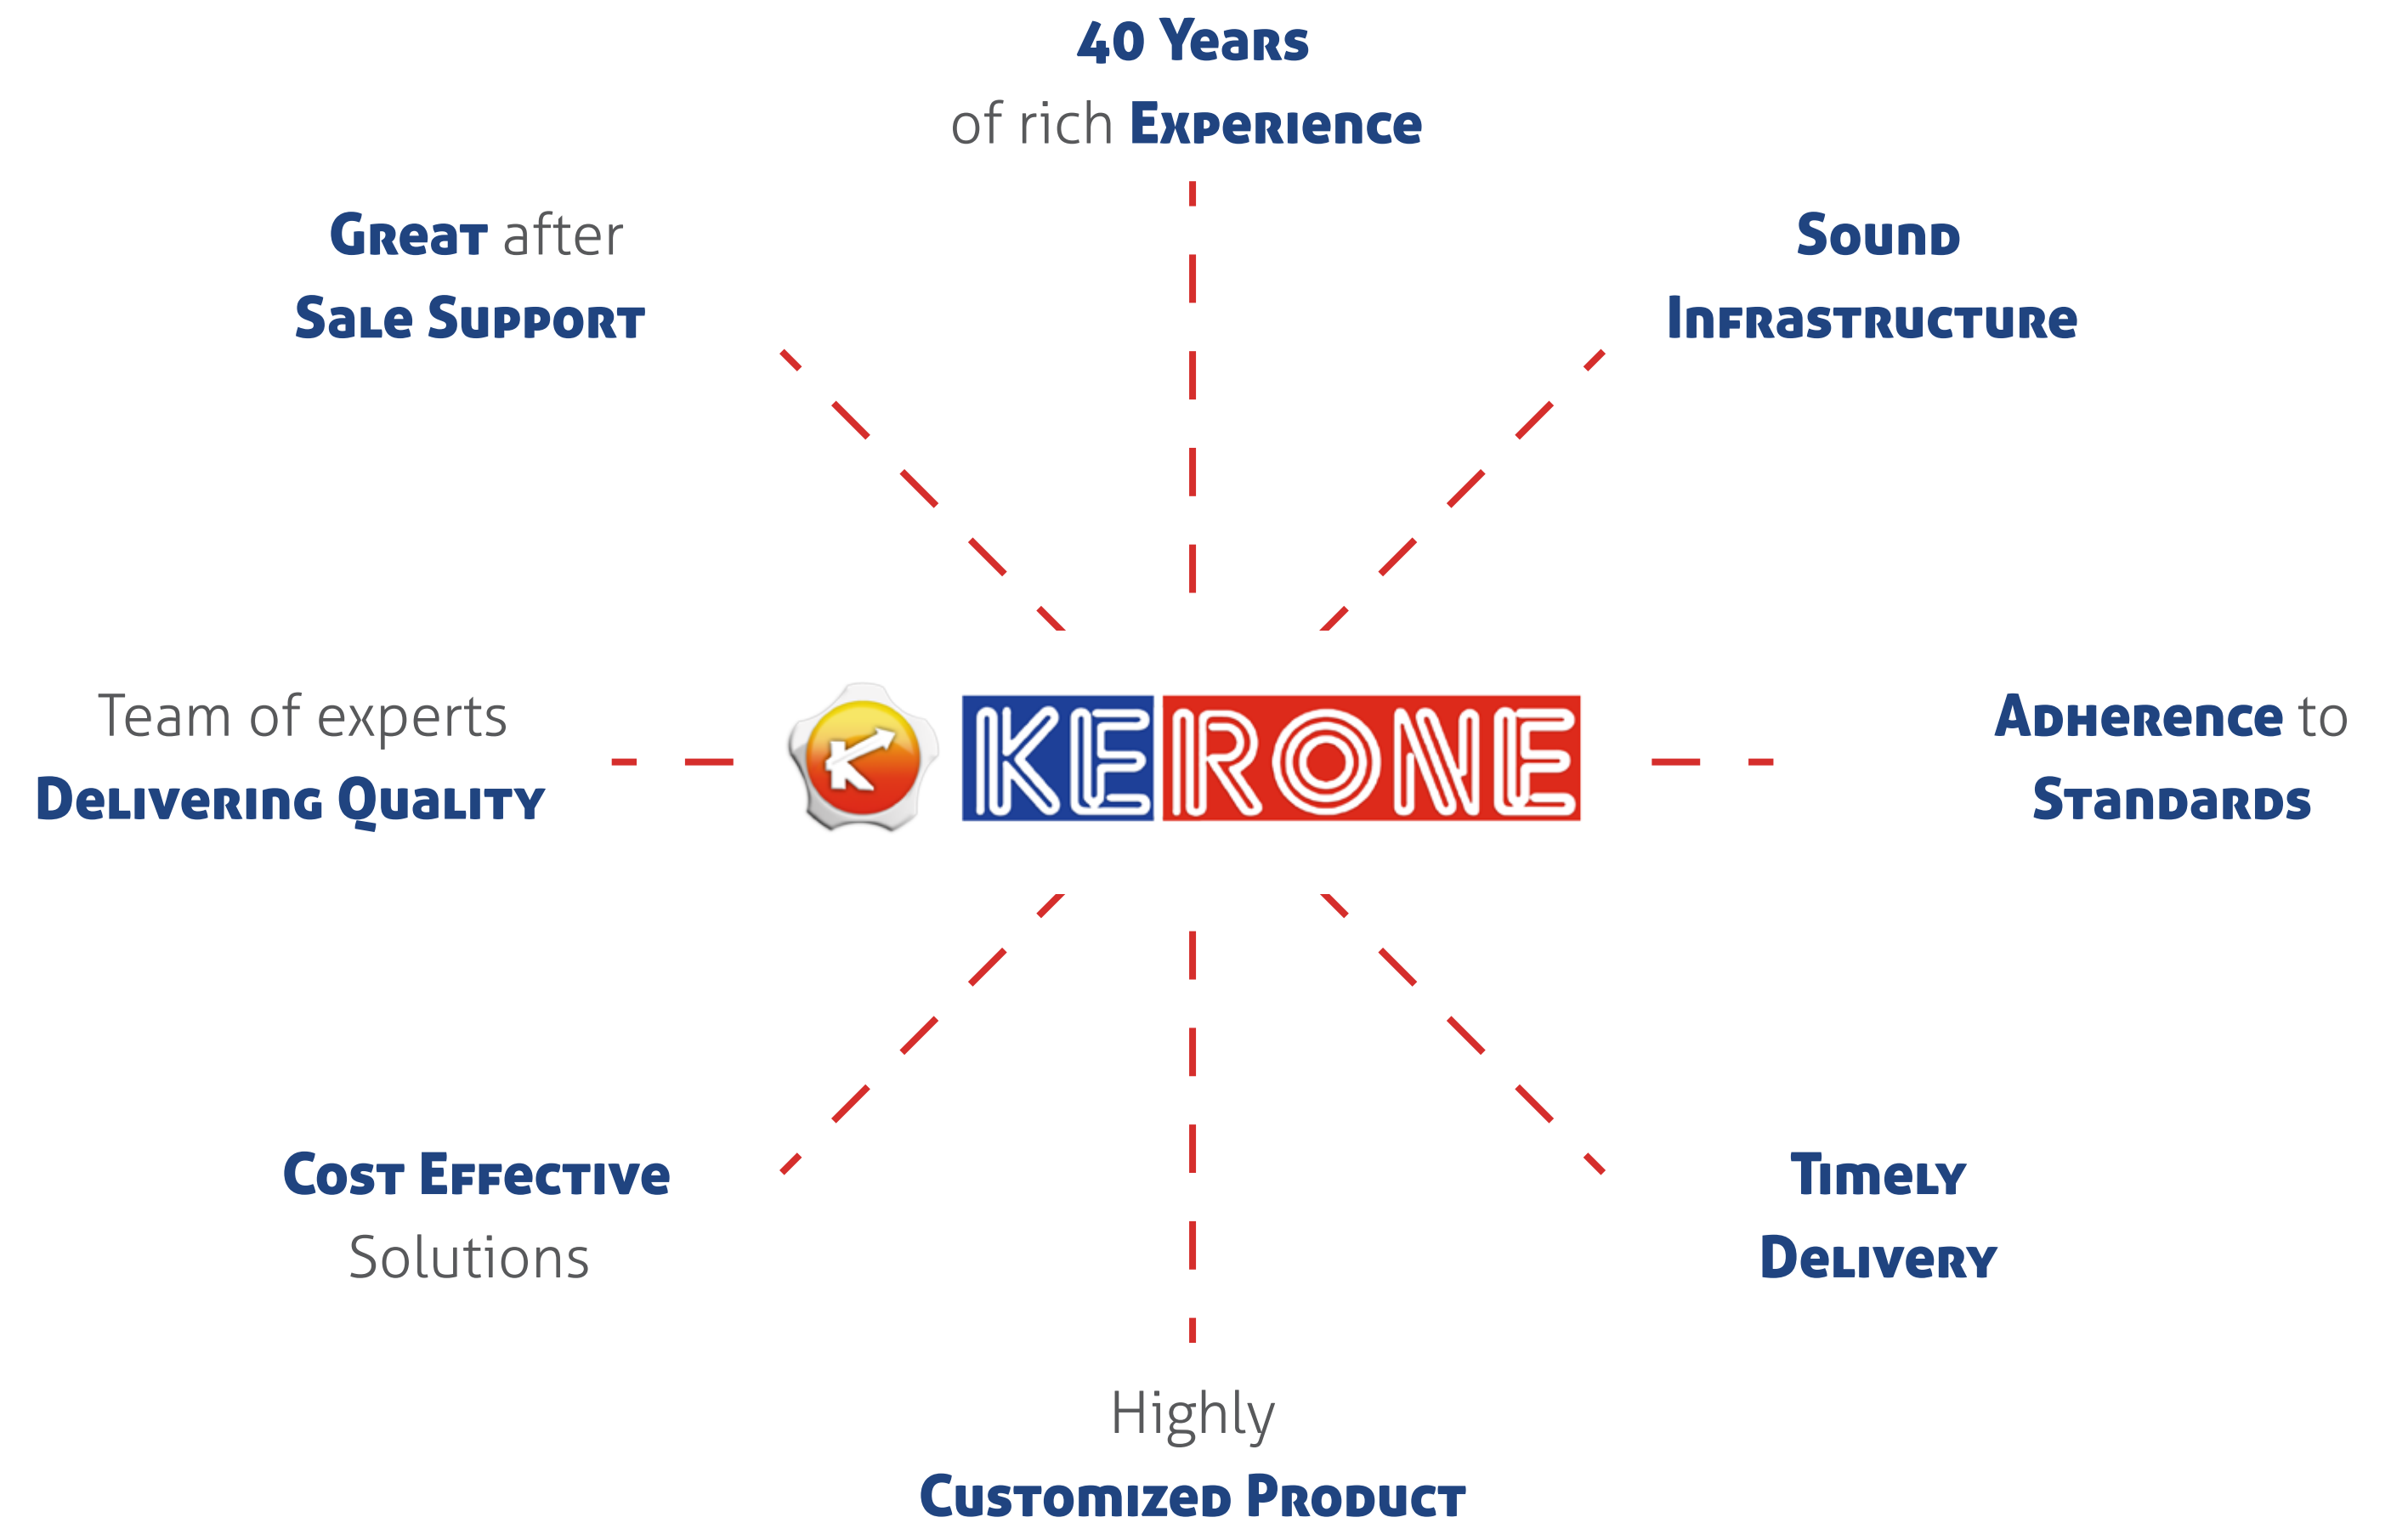 40 Years
of rich Experience
Great after
Sale Support
Sound
Infrastructure
Team of experts
Delivering Quality
K KERONE
Adherence to
Standards
Cost Effective
Solutions
Timely
Delivery
Highly
Customized Product